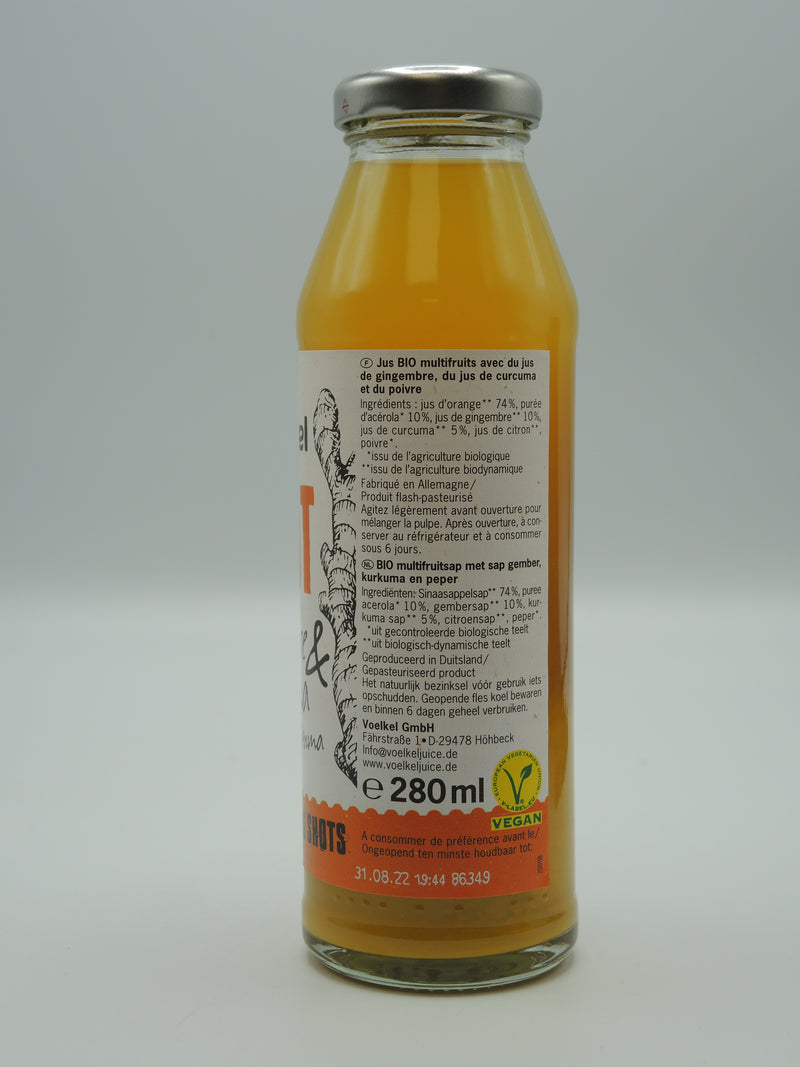 F Jus BIO multifruits avec du jus
de gingembre, du jus de curcuma
et du poivre
Ingrédients : jus d'orange** 74%, purée
d'acérola* 10%, jus de gingembre** 10%,
jus de curcuma** 5%, jus de citron**,
poivre*.
*issu de l'agriculture biologique
**issu de l'agriculture biodynamique
Fabriqué en Allemagne/
Produit flash-pasteurisé
Agitez légèrement avant ouverture pour
mélanger la pulpe. Après ouverture, à con-
server au réfrigérateur et à consommer
sous 6 jours.
NL BIO multifruitsap met sap gember,
kurkuma en peper
Ingrediënten: Sinaasappelsap** 74%, puree
acerola* 10%, gembersap** 10%, kur-
kuma sap** 5%, citroensap**, peper*.
*uit gecontroleerde biologische teelt
**uit biologisch-dynamische teelt
Geproduceerd in Duitsland/
Gepasteuriseerd product
Het natuurlijk bezinksel vóór gebruik iets
opschudden. Geopende fles koel bewaren
en binnen 6 dagen geheel verbruiken.
Voelkel GmbH
Fährstraße 1•D-29478 Höhbeck
Info@voelkeljuice.de
www.voelkeljuice.de
e 280 ml
EUROPEAN VEGETARIAN UNION
V-LABEL.EU
VEGAN
el
T
&
SHOTS
A consommer de préférence avant le/
Ongeopend ten minste houdbaar tot:
31.08.22 19:44 86349